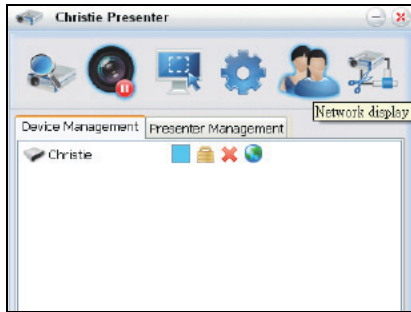 Christie Presenter
Network display
Device Management Presenter Management
Christie